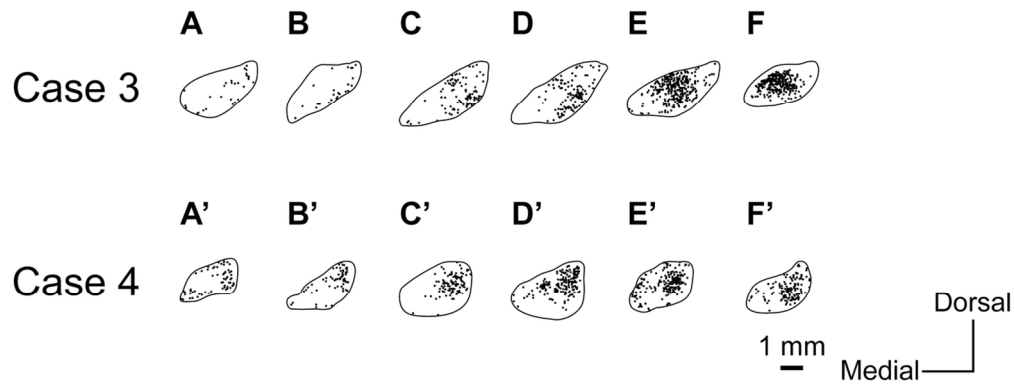 A B C D E F
Case 3
A’ B’ C’ D’ E’ F’
Case 4
Dorsal
1 mm
Medial